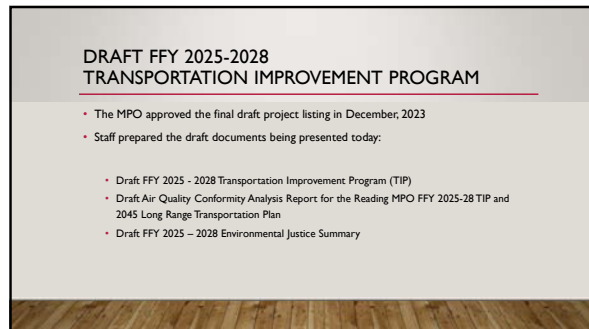 DRAFT FFY 2025-2028
TRANSPORTATION IMPROVEMENT PROGRAM
• The MPO approved the final draft project listing in December, 2023
• Staff prepared the draft documents being presented today:
• Draft FFY 2025 - 2028 Transportation Improvement Program (TIP)
• Draft Air Quality Conformity Analysis Report for the Reading MPO FFY 2025-28 TIP and
2045 Long Range Transportation Plan
• Draft FFY 2025 – 2028 Environmental Justice Summary